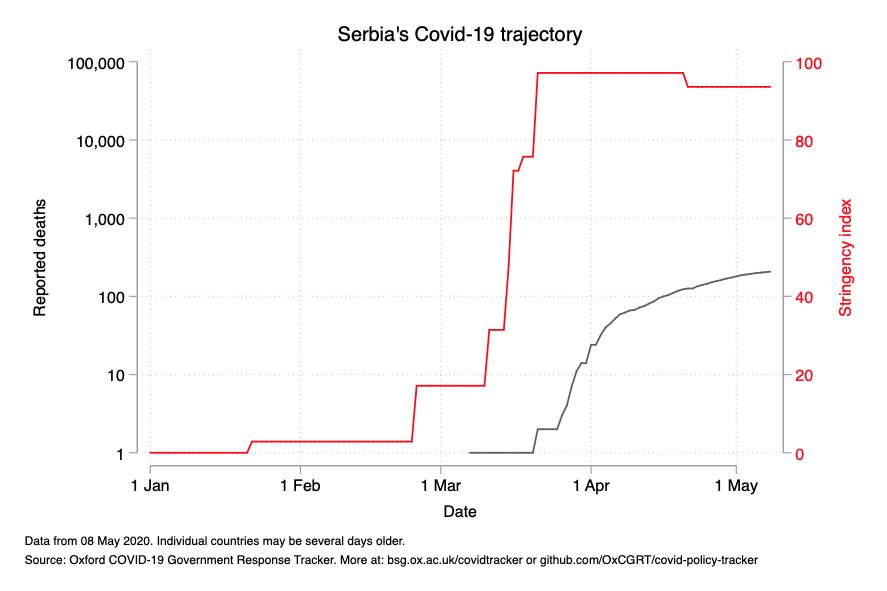 Serbia's Covid-19 trajectory
100,000
10,000
1,000
100
10
1
Reported deaths
100
80
60
40
20
0
Stringency index
1 Jan
1 Feb
1 Mar
1 Apr
1 May
Date
Data from 08 May 2020. Individual countries may be several days older.
Source: Oxford COVID-19 Government Response Tracker. More at: bsg.ox.ac.uk/covidtracker or github.com/OxCGRT/covid-policy-tracker